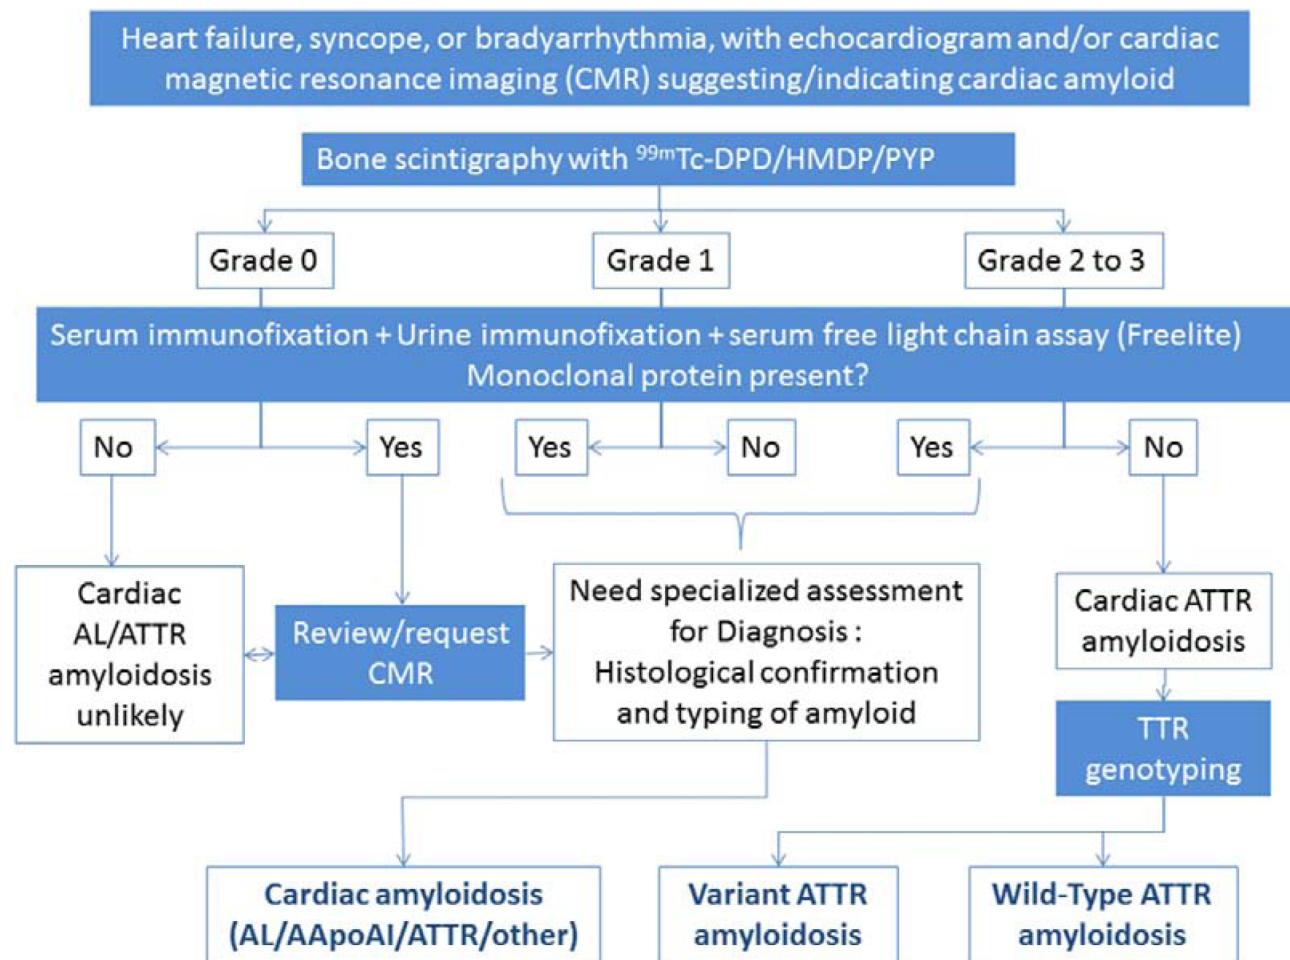 Heart failure, syncope, or bradyarrhythmia, with echocardiogram and/or cardiac
magnetic resonance imaging (CMR) suggesting/indicating cardiac amyloid
Bone scintigraphy with ⁹⁹ᵐTc-DPD/HMDP/PYP
Grade 0
Grade 1
Grade 2 to 3
Serum immunofixation + Urine immunofixation + serum free light chain assay (Freelite)
Monoclonal protein present?
No
Yes
Yes
No
Yes
No
Cardiac
AL/ATTR
amyloidosis
unlikely
Review/request
CMR
Need specialized assessment
for Diagnosis :
Histological confirmation
and typing of amyloid
Cardiac ATTR
amyloidosis
TTR
genotyping
Cardiac amyloidosis
(AL/AApoAI/ATTR/other)
Variant ATTR
amyloidosis
Wild-Type ATTR
amyloidosis